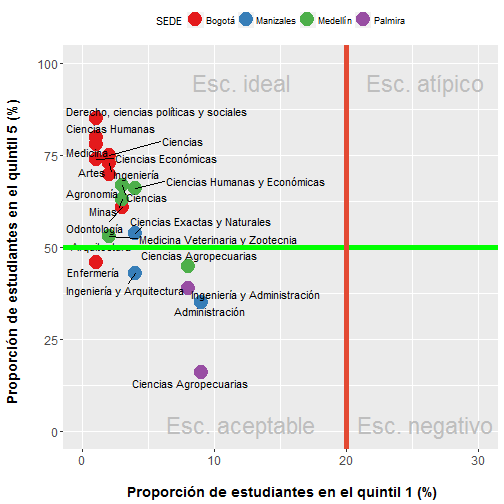 SEDE Bogotá Manizales Medellín Palmira
Esc. ideal
Esc. atípico
Derecho, ciencias políticas y sociales
Ciencias Humanas
Ciencias
Medicina
Ciencias Económicas
Artes
Ingeniería
Ciencias Humanas y Económicas
Agronomía
Ciencias
Minas
Ciencias Exactas y Naturales
Odontología
Medicina Veterinaria y Zootecnia
Arquitectura
Ciencias Agropecuarias
Enfermería
Ingeniería y Arquitectura
Ingeniería y Administración
Administración
Ciencias Agropecuarias
Esc. aceptable
Esc. negativo
100
75
50
25
0
0
10
20
30
Proporción de estudiantes en el quintil 5 (%)
Proporción de estudiantes en el quintil 1 (%)